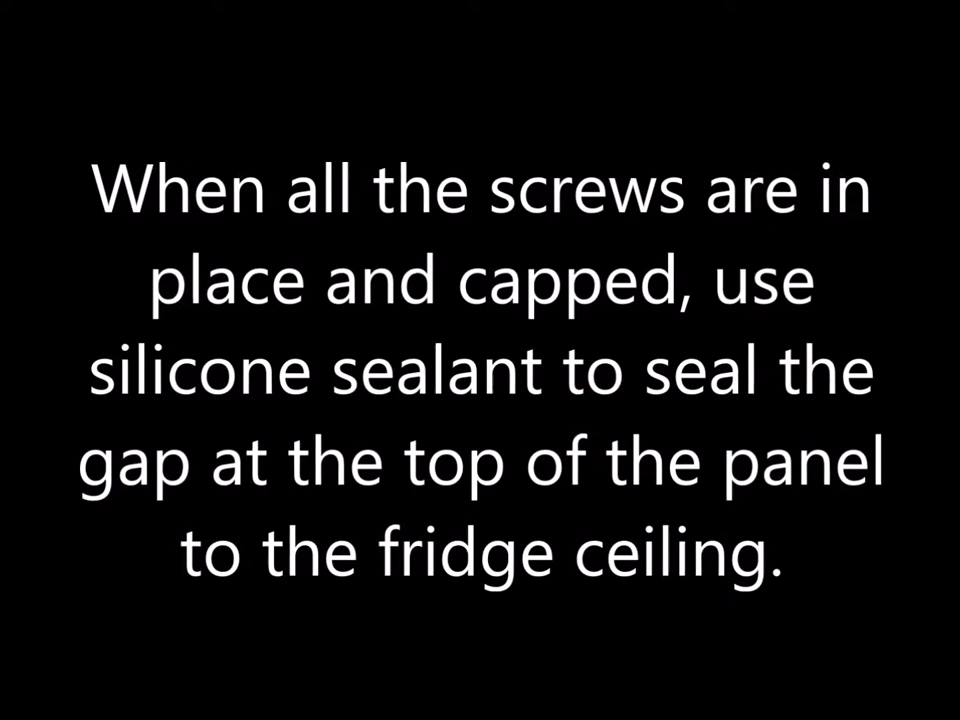 When all the screws are in
place and capped, use
silicone sealant to seal the
gap at the top of the panel
to the fridge ceiling.